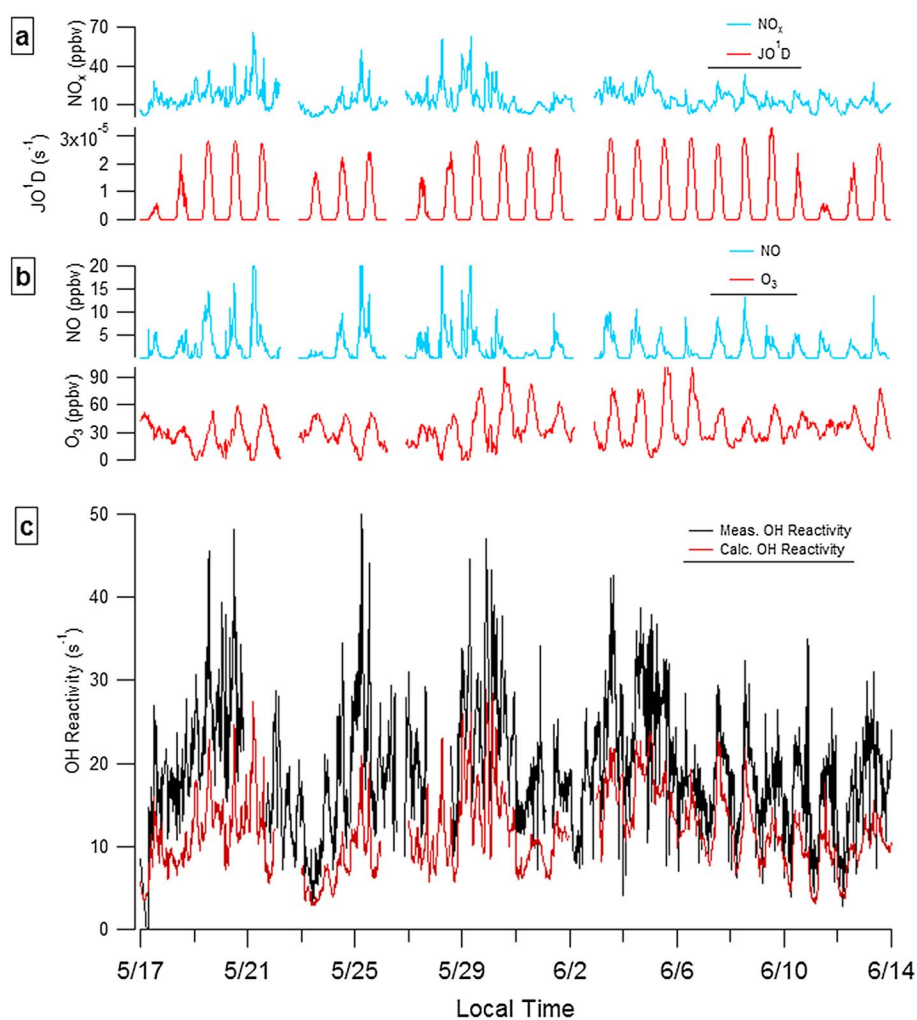 a
NOx (ppbv)
70
40
10
NOx
JO¹D
JO¹D (s⁻¹)
3x10⁻⁵
2
1
0
b
NO (ppbv)
20
15
10
5
NO
O₃
O₃ (ppbv)
90
60
30
0
c
OH Reactivity (s⁻¹)
50
40
30
20
10
0
Meas. OH Reactivity
Calc. OH Reactivity
5/17 5/21 5/25 5/29 6/2 6/6 6/10 6/14
Local Time